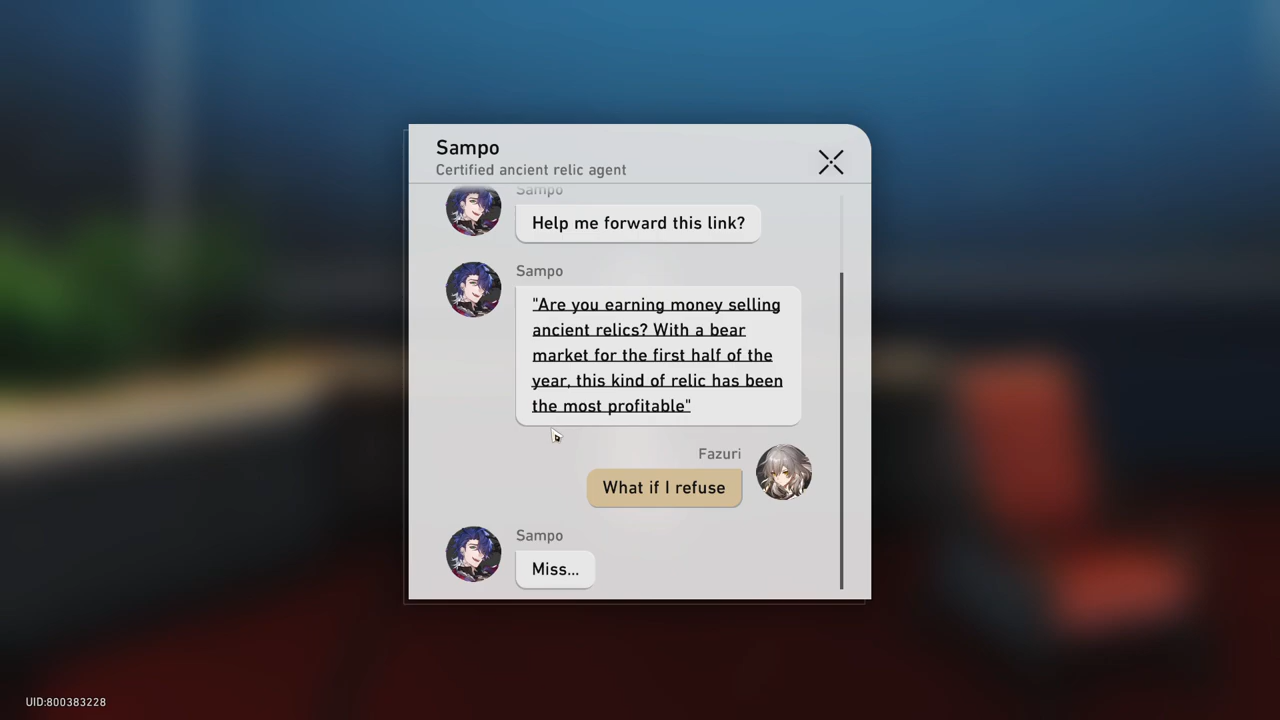 Sampo
Certified ancient relic agent
Sampo
Help me forward this link?
Sampo
"Are you earning money selling
ancient relics? With a bear
market for the first half of the
year, this kind of relic has been
the most profitable"
Fazuri
What if I refuse
Sampo
Miss...
UID:800383228